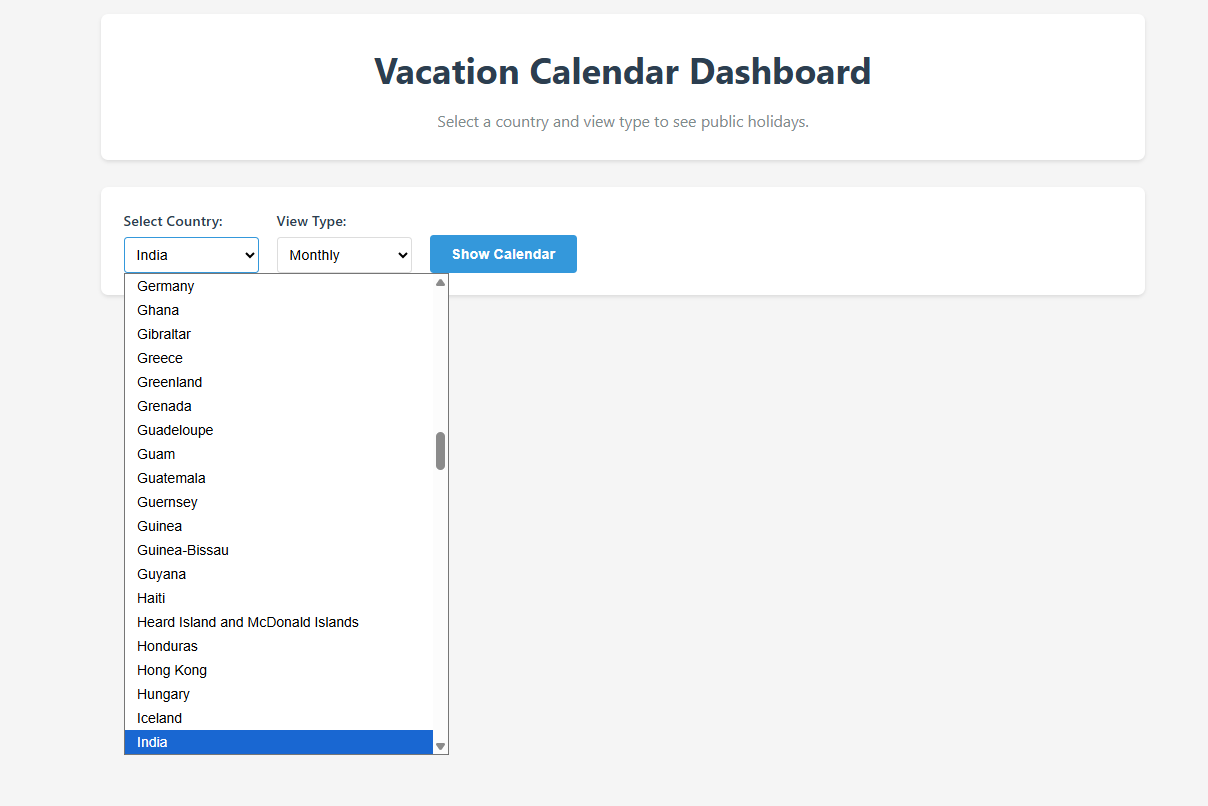 Vacation Calendar Dashboard
Select a country and view type to see public holidays.
Select Country: View Type:
India Monthly Show Calendar
Germany
Ghana
Gibraltar
Greece
Greenland
Grenada
Guadeloupe
Guam
Guatemala
Guernsey
Guinea
Guinea-Bissau
Guyana
Haiti
Heard Island and McDonald Islands
Honduras
Hong Kong
Hungary
Iceland
India